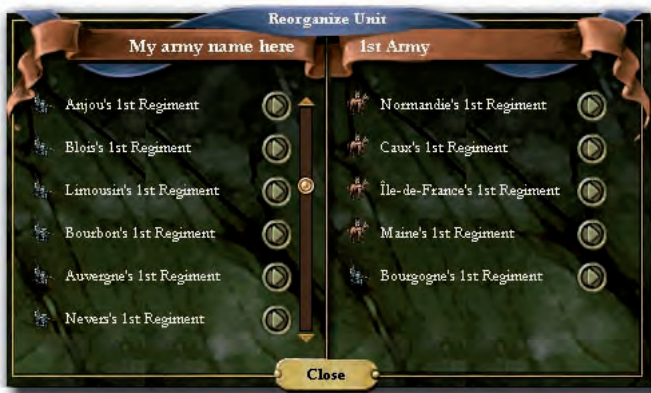 Reorganize Unit
My army name here
Anjou's 1st Regiment
Blois's 1st Regiment
Limousin's 1st Regiment
Bourbon's 1st Regiment
Auvergne's 1st Regiment
Nevers's 1st Regiment
1st Army
Normandie's 1st Regiment
Caux's 1st Regiment
Île-de-France's 1st Regiment
Maine's 1st Regiment
Bourgogne's 1st Regiment
Close